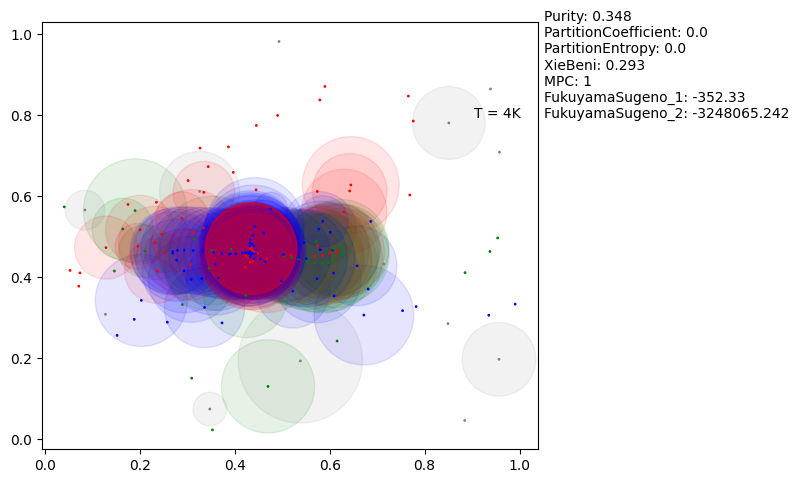 Purity: 0.348
PartitionCoefficient: 0.0
PartitionEntropy: 0.0
XieBeni: 0.293
MPC: 1
FukuyamaSugeno_1: -352.33
FukuyamaSugeno_2: -3248065.242
T = 4K
1.0
0.8
0.6
0.4
0.2
0.0
0.0 0.2 0.4 0.6 0.8 1.0